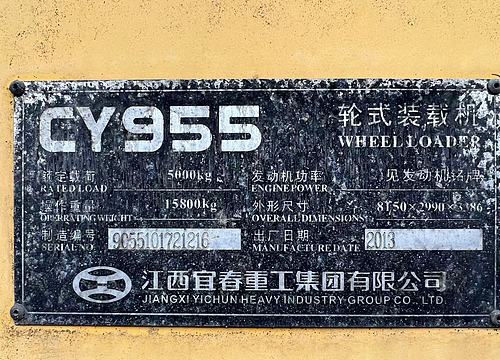 CY955 轮式装载机
WHEEL LOADER
额定载荷 5000kg 发动机功率 见发动机铭牌
RATED LOAD ENGINE POWER
操作重量 15800kg 外形尺寸
OPERRATING WEIGHT OVERALL DIMENSIONS
制造编号 9055101721216 出厂日期 2013
SERIAL NO. MANUFACTURE DATE
江西宜春重工集团有限公司
JIANGXI YICHUN HEAVY INDUSTRY GROUP CO. LTD.